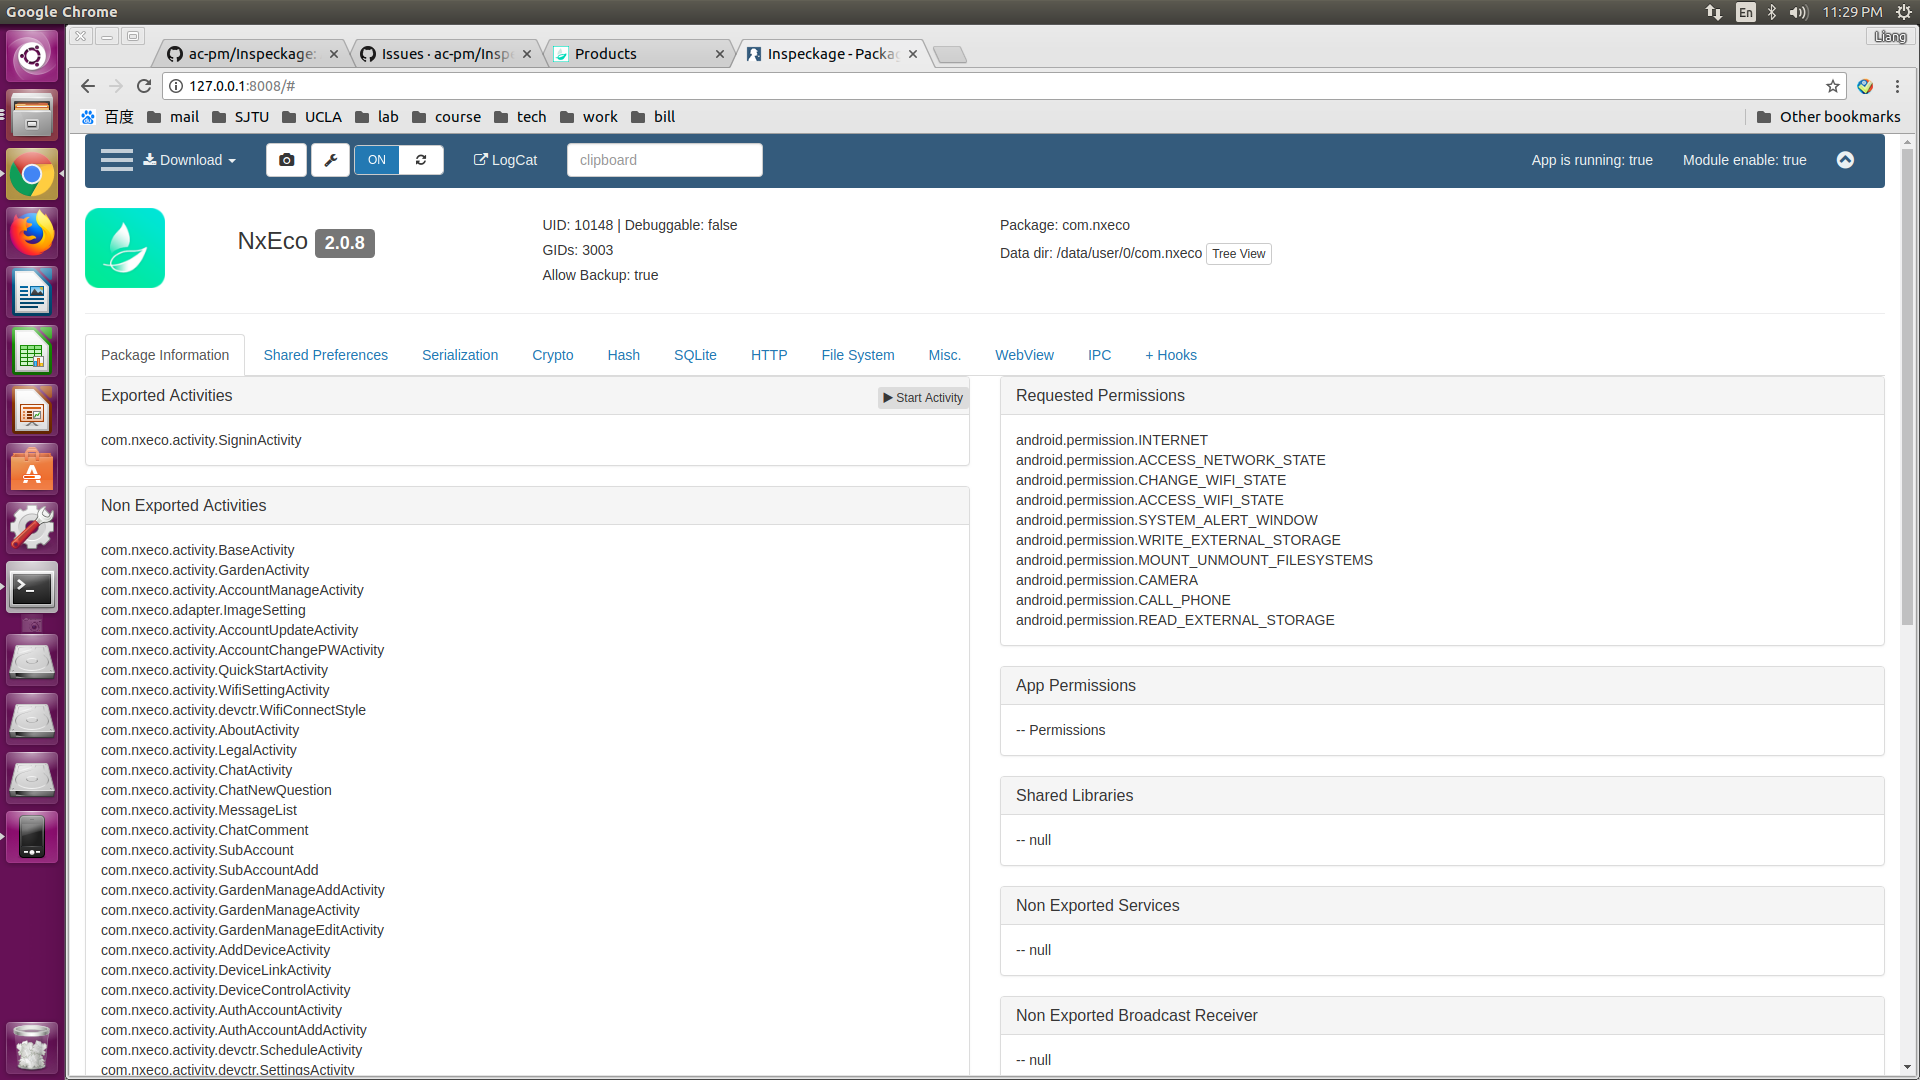 Google Chrome
En
11:29 PM
Liang
ac-pm/Inspeckage:
Issues · ac-pm/Insp
Products
Inspeckage - Packa
127.0.0.1:8008/#
百度
mail
SJTU
UCLA
lab
course
tech
work
bill
Other bookmarks
Download
ON
LogCat
clipboard
App is running: true
Module enable: true
NxEco 2.0.8
UID: 10148 | Debuggable: false
GIDs: 3003
Allow Backup: true
Package: com.nxeco
Data dir: /data/user/0/com.nxeco Tree View
Package Information
Shared Preferences
Serialization
Crypto
Hash
SQLite
HTTP
File System
Misc.
WebView
IPC
+ Hooks
Exported Activities
Start Activity
com.nxeco.activity.SigninActivity
Non Exported Activities
com.nxeco.activity.BaseActivity
com.nxeco.activity.GardenActivity
com.nxeco.activity.AccountManageActivity
com.nxeco.adapter.ImageSetting
com.nxeco.activity.AccountUpdateActivity
com.nxeco.activity.AccountChangePWActivity
com.nxeco.activity.QuickStartActivity
com.nxeco.activity.WifiSettingActivity
com.nxeco.activity.devctr.WifiConnectStyle
com.nxeco.activity.AboutActivity
com.nxeco.activity.LegalActivity
com.nxeco.activity.ChatActivity
com.nxeco.activity.ChatNewQuestion
com.nxeco.activity.MessageList
com.nxeco.activity.ChatComment
com.nxeco.activity.SubAccount
com.nxeco.activity.SubAccountAdd
com.nxeco.activity.GardenManageAddActivity
com.nxeco.activity.GardenManageActivity
com.nxeco.activity.GardenManageEditActivity
com.nxeco.activity.AddDeviceActivity
com.nxeco.activity.DeviceLinkActivity
com.nxeco.activity.DeviceControlActivity
com.nxeco.activity.AuthAccountActivity
com.nxeco.activity.AuthAccountAddActivity
com.nxeco.activity.devctr.ScheduleActivity
com.nxeco.activity.devctr.SettingsActivity
Requested Permissions
android.permission.INTERNET
android.permission.ACCESS_NETWORK_STATE
android.permission.CHANGE_WIFI_STATE
android.permission.ACCESS_WIFI_STATE
android.permission.SYSTEM_ALERT_WINDOW
android.permission.WRITE_EXTERNAL_STORAGE
android.permission.MOUNT_UNMOUNT_FILESYSTEMS
android.permission.CAMERA
android.permission.CALL_PHONE
android.permission.READ_EXTERNAL_STORAGE
App Permissions
-- Permissions
Shared Libraries
-- null
Non Exported Services
-- null
Non Exported Broadcast Receiver
-- null